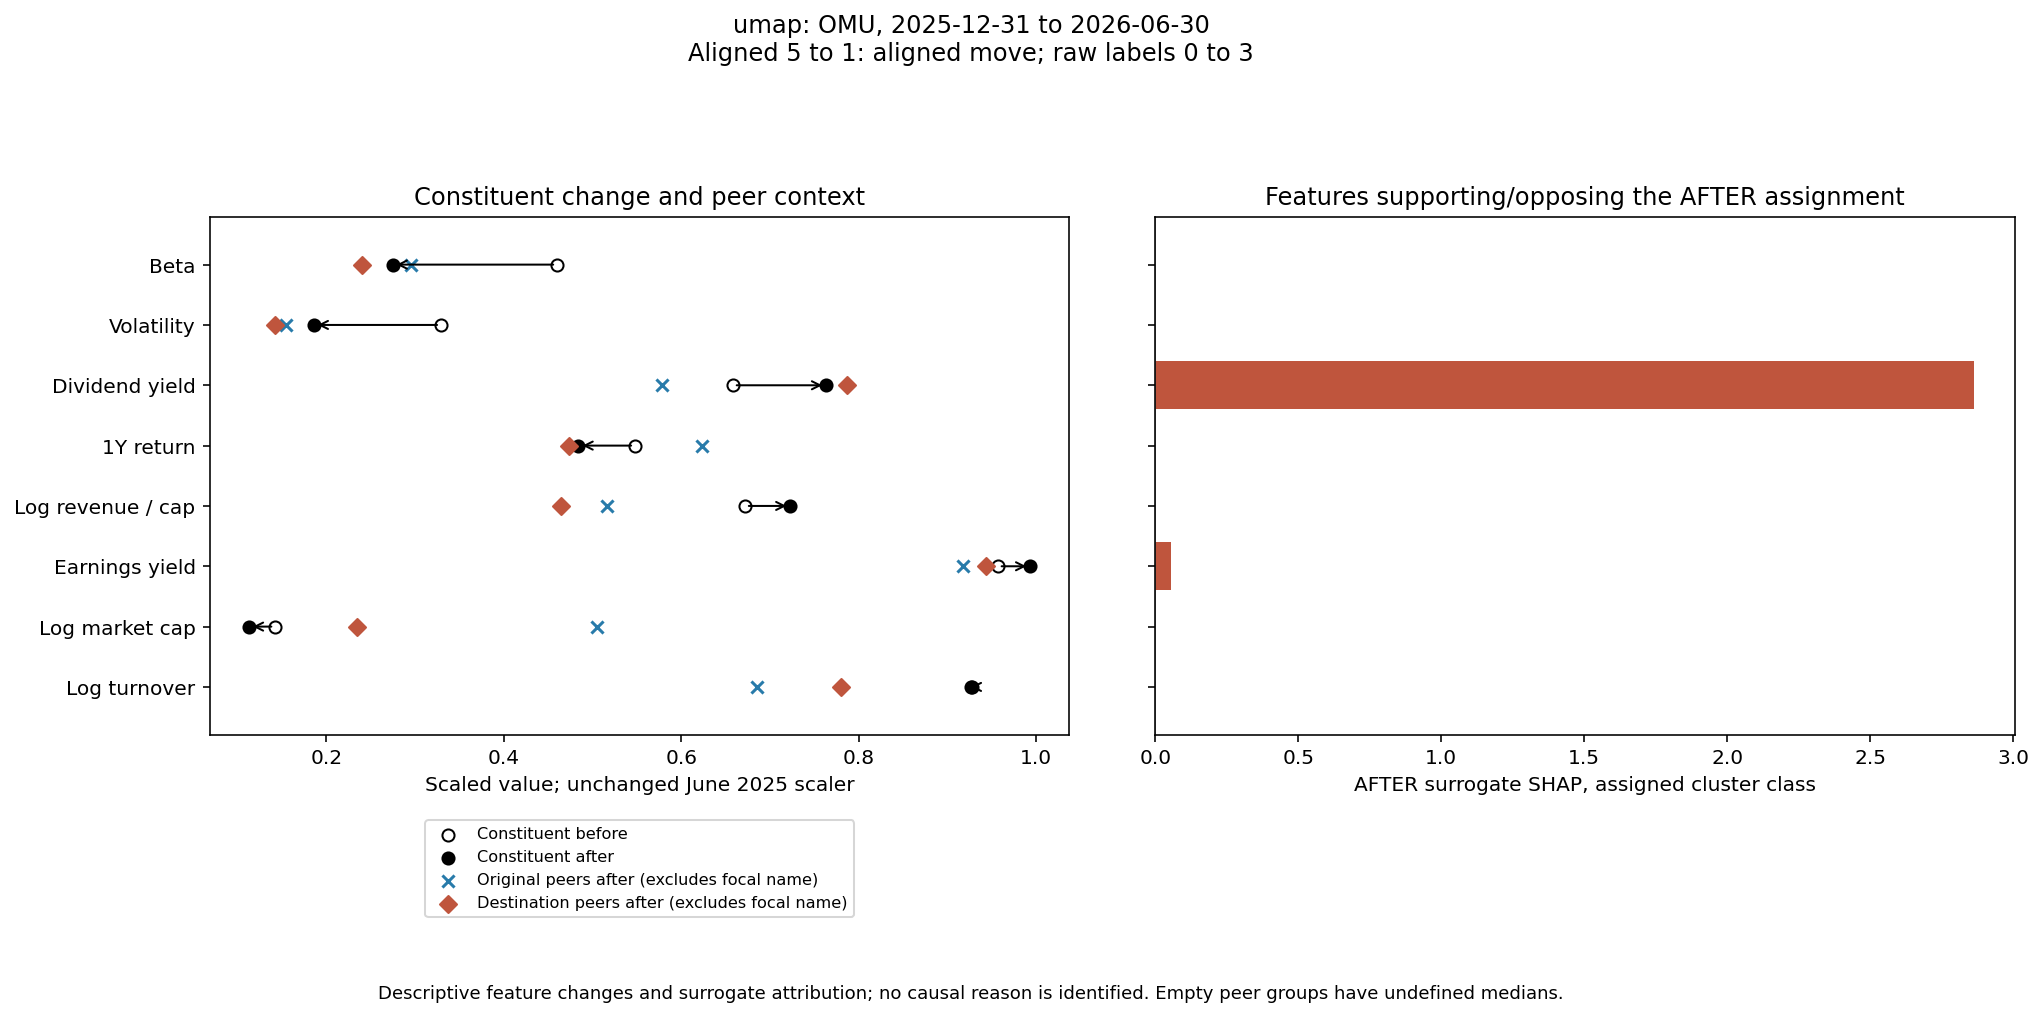 umap: OMU, 2025-12-31 to 2026-06-30
Aligned 5 to 1: aligned move; raw labels 0 to 3
Constituent change and peer context
Beta
Volatility
Dividend yield
1Y return
Log revenue / cap
Earnings yield
Log market cap
Log turnover
0.2 0.4 0.6 0.8 1.0
Scaled value; unchanged June 2025 scaler
Constituent before
Constituent after
Original peers after (excludes focal name)
Destination peers after (excludes focal name)
Features supporting/opposing the AFTER assignment
0.0 0.5 1.0 1.5 2.0 2.5 3.0
AFTER surrogate SHAP, assigned cluster class
Descriptive feature changes and surrogate attribution; no causal reason is identified. Empty peer groups have undefined medians.